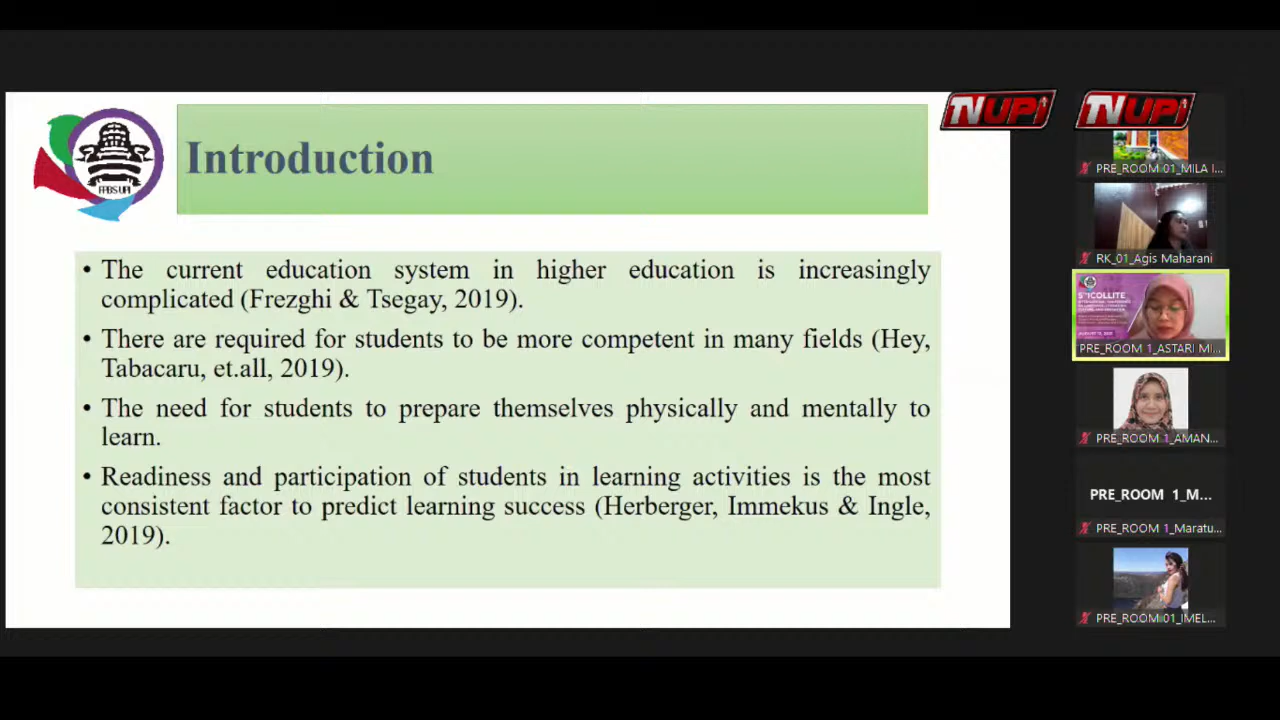 FPBS UPI
Introduction
TVUPI
TVUPI
• The current education system in higher education is increasingly
complicated (Frezghi & Tsegay, 2019).
• There are required for students to be more competent in many fields (Hey,
Tabacaru, et.all, 2019).
• The need for students to prepare themselves physically and mentally to
learn.
• Readiness and participation of students in learning activities is the most
consistent factor to predict learning success (Herberger, Immekus & Ingle,
2019).
PRE_ROOM 01_MILA I...
RK_01_Agis Maharani
5TH ICOLLITE
PRE_ROOM 1_ASTARI MI...
PRE_ROOM 1_AMAN...
PRE_ROOM 1_M...
PRE_ROOM 1_Maratu...
PRE_ROOM 01_IMEL...